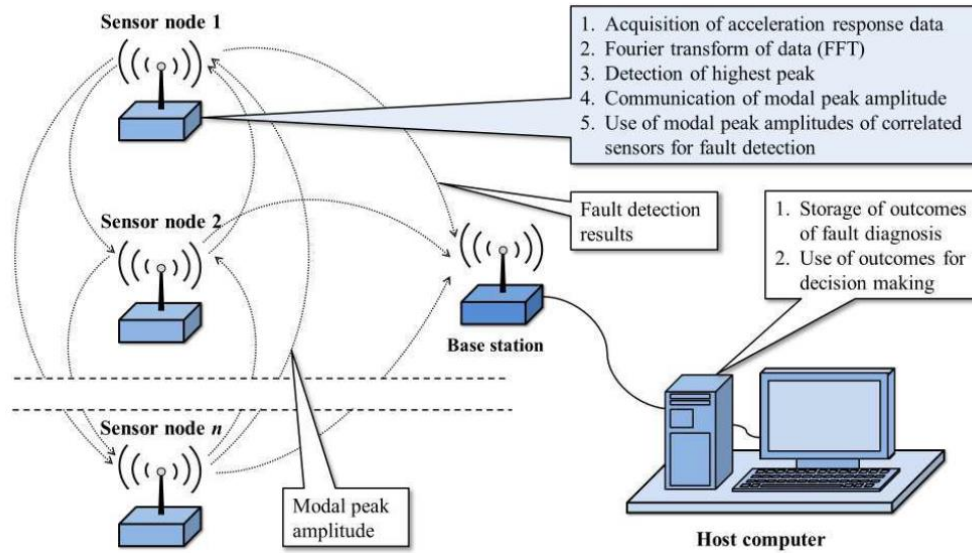 Sensor node 1
1. Acquisition of acceleration response data
2. Fourier transform of data (FFT)
3. Detection of highest peak
4. Communication of modal peak amplitude
5. Use of modal peak amplitudes of correlated
sensors for fault detection
Sensor node 2
Fault detection
results
1. Storage of outcomes
of fault diagnosis
2. Use of outcomes for
decision making
Base station
Sensor node n
Modal peak
amplitude
Host computer